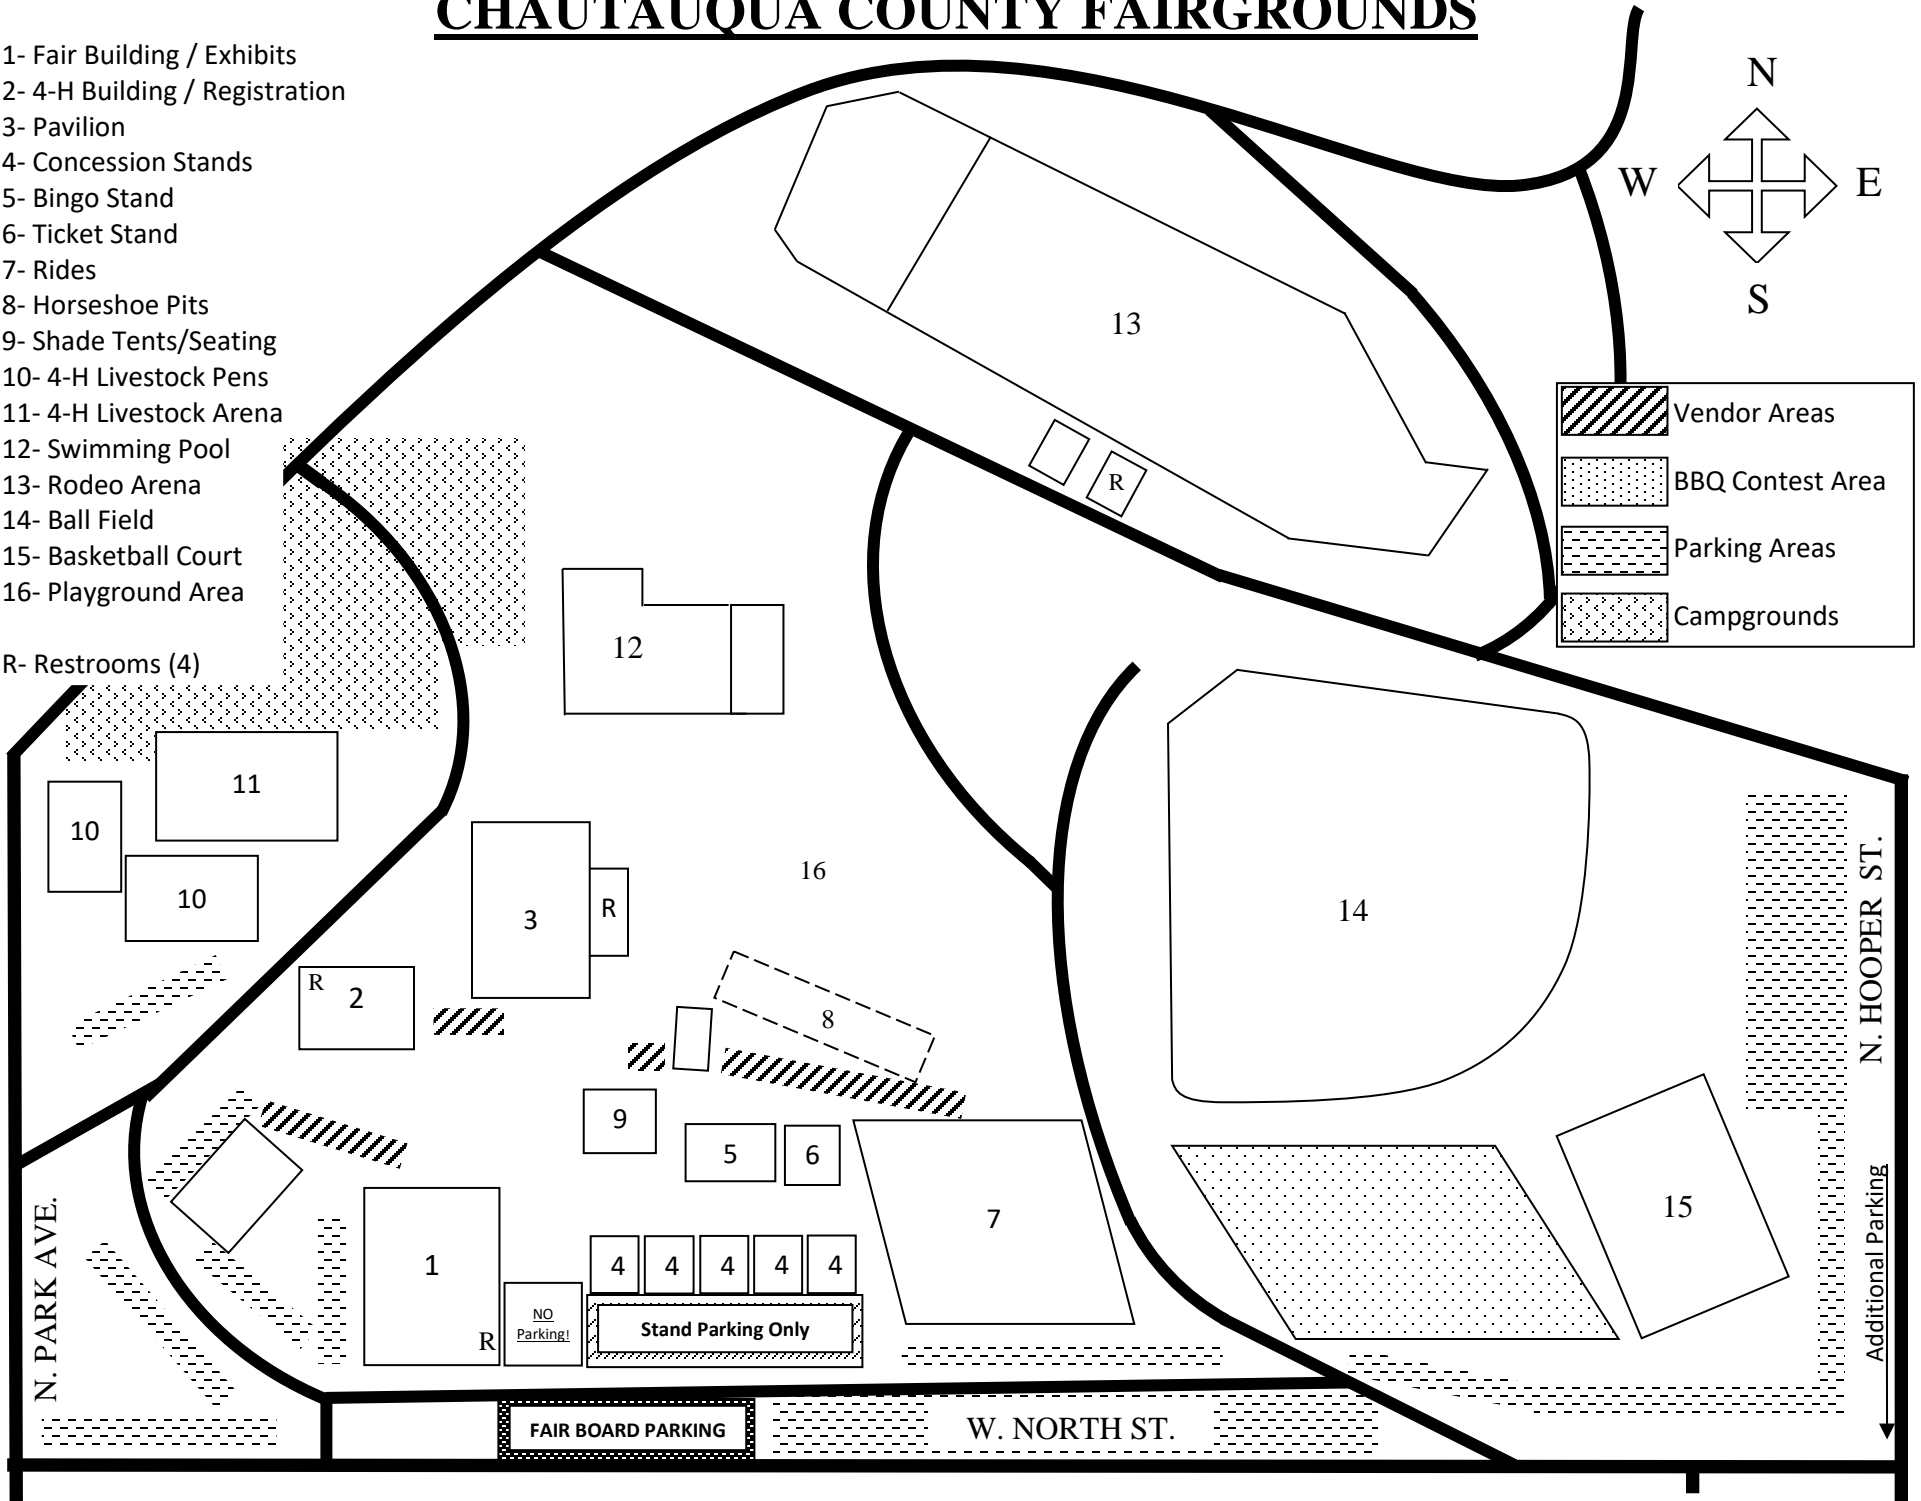 CHAUTAUQUA COUNTY FAIRGROUNDS
1- Fair Building / Exhibits
2- 4-H Building / Registration
3- Pavilion
4- Concession Stands
5- Bingo Stand
6- Ticket Stand
7- Rides
8- Horseshoe Pits
9- Shade Tents/Seating
10- 4-H Livestock Pens
11- 4-H Livestock Arena
12- Swimming Pool
13- Rodeo Arena
14- Ball Field
15- Basketball Court
16- Playground Area
R- Restrooms (4)
N
W
E
S
Vendor Areas
BBQ Contest Area
Parking Areas
Campgrounds
13
R
12
11
10
10
16
3
R
14
R
2
8
9
5
6
7
15
1
R
4
4
4
4
4
NO
Parking!
Stand Parking Only
FAIR BOARD PARKING
W. NORTH ST.
N. PARK AVE.
N. HOOPER ST.
Additional Parking